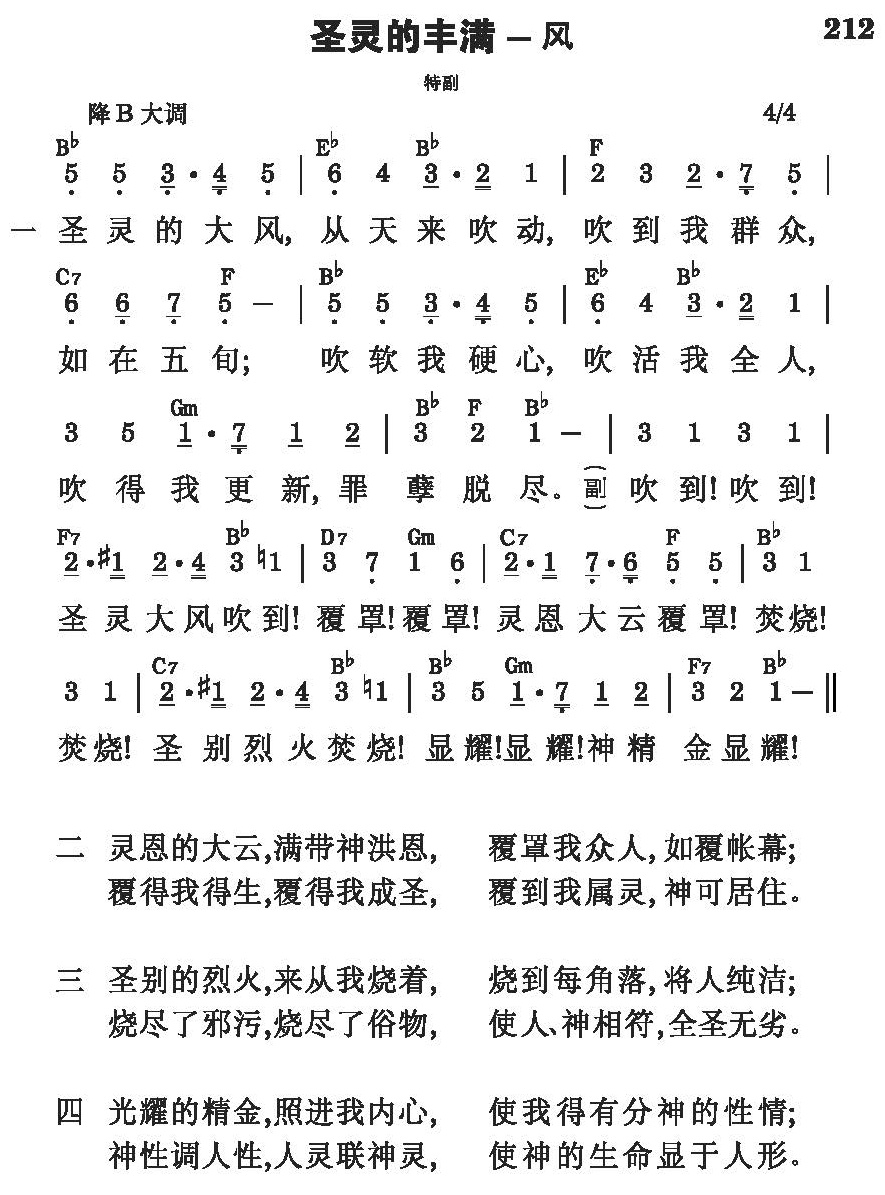 圣灵的丰满－风 212
特副
降B大调 4/4
B♭ E♭ B♭ F
5 5 3·4 5 | 6 4 3·2 1 | 2 3 2·7 5 |
一 圣灵的大风, 从天来吹动, 吹到我群众,
C7 F B♭ E♭ B♭
6 6 7 5 － | 5 5 3·4 5 | 6 4 3·2 1 |
如在五旬; 吹软我硬心, 吹活我全人,
Gm B♭ F B♭
3 5 1·7 1 2 | 3 2 1 － | 3 1 3 1 |
吹得我更新, 罪孽脱尽。(副) 吹到! 吹到!
F7 B♭ D7 Gm C7 F B♭
2·#1 2·4 3 ♮1 | 3 7 1 6 | 2·1 7·6 5 5 | 3 1
圣灵大风吹到! 覆罩! 覆罩! 灵恩大云覆罩! 焚烧!
C7 B♭ B♭ Gm F7 B♭
3 1 | 2·#1 2·4 3 ♮1 | 3 5 1·7 1 2 | 3 2 1 － ‖
焚烧! 圣别烈火焚烧! 显耀! 显耀! 神精金显耀!
二 灵恩的大云,满带神洪恩, 覆罩我众人, 如覆帐幕;
覆得我得生,覆得我成圣, 覆到我属灵, 神可居住。
三 圣别的烈火,来从我烧着, 烧到每角落, 将人纯洁;
烧尽了邪污,烧尽了俗物, 使人、神相符, 全圣无劣。
四 光耀的精金,照进我内心, 使我得有分神的性情;
神性调人性,人灵联神灵, 使神的生命显于人形。